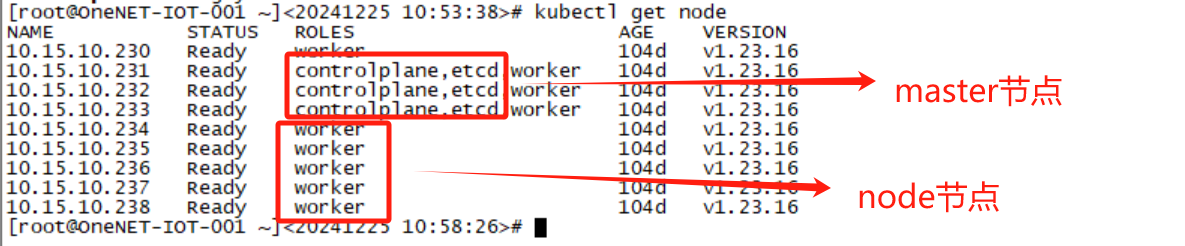 [root@OneNET-IOT-001 ~]<20241225 10:53:38># kubectl get node
NAME STATUS ROLES AGE VERSION
10.15.10.230 Ready worker 104d v1.23.16
10.15.10.231 Ready controlplane,etcd,worker 104d v1.23.16
10.15.10.232 Ready controlplane,etcd,worker 104d v1.23.16
master节点
10.15.10.233 Ready controlplane,etcd,worker 104d v1.23.16
10.15.10.234 Ready worker 104d v1.23.16
10.15.10.235 Ready worker 104d v1.23.16
10.15.10.236 Ready worker 104d v1.23.16
10.15.10.237 Ready worker 104d v1.23.16
node节点
10.15.10.238 Ready worker 104d v1.23.16
[root@OneNET-IOT-001 ~]<20241225 10:58:26>#